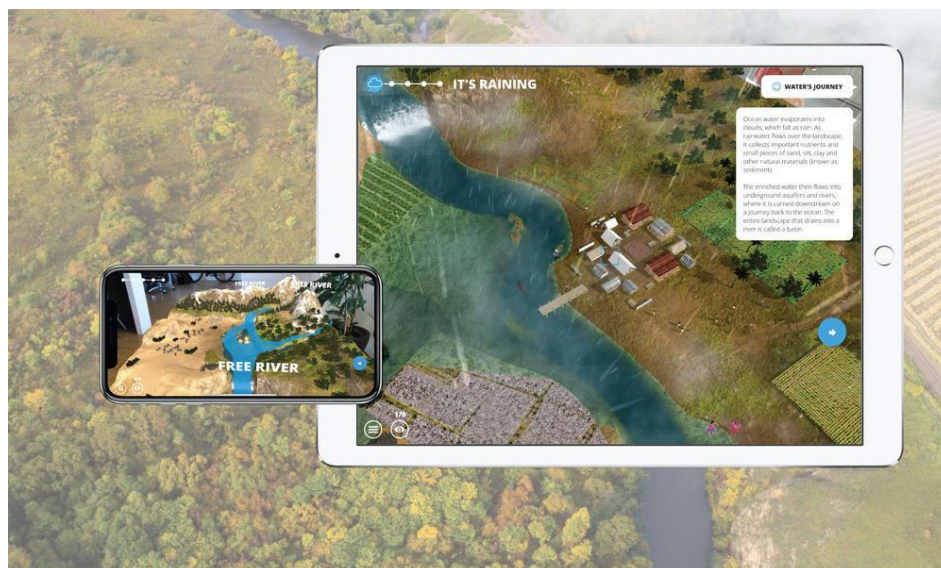 IT'S RAINING
WATER'S JOURNEY
Ocean water evaporates into
clouds, which fall as rain. As
rainwater flows over the landscape,
it collects important nutrients and
small pieces of sand, silt, clay and
other natural materials (known as
sediment).
The enriched water then flows into
underground aquifers and rivers,
where it is carried downstream on
a journey back to the ocean. The
entire landscape that drains into a
river is called a basin.
1/9
FREE RIVER
FREE RIVER
FREE RIVER